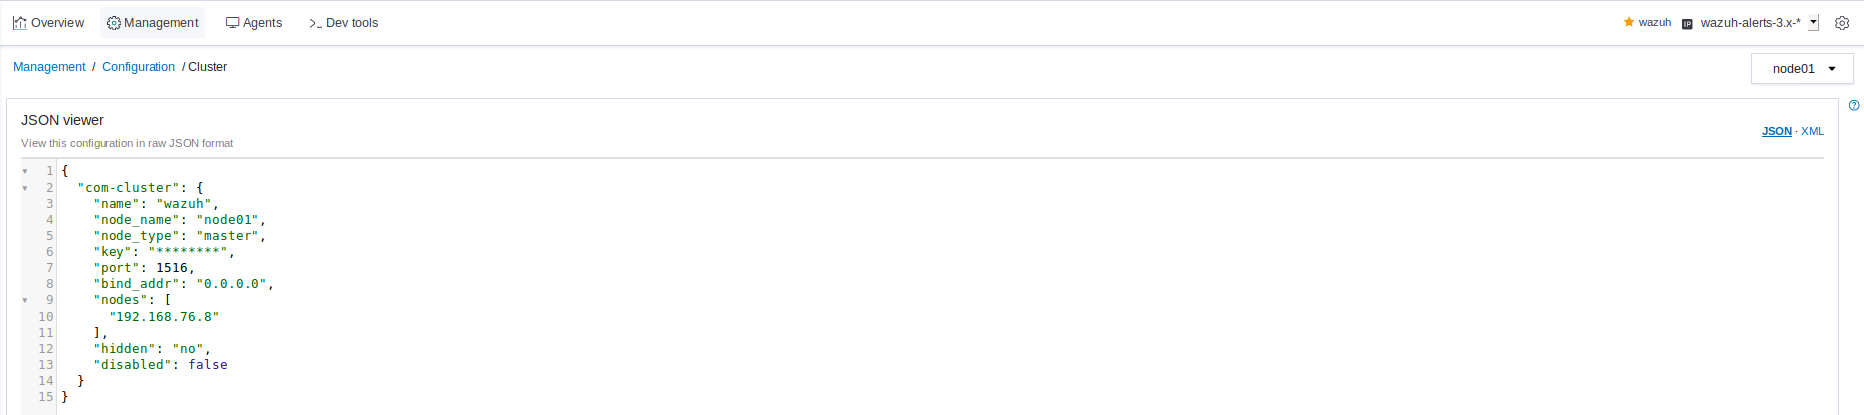 Overview Management Agents >_ Dev tools wazuh IP wazuh-alerts-3.x-*
Management / Configuration / Cluster node01
JSON viewer
JSON · XML
View this configuration in raw JSON format
1 {
2 "com-cluster": {
3 "name": "wazuh",
4 "node_name": "node01",
5 "node_type": "master",
6 "key": "********",
7 "port": 1516,
8 "bind_addr": "0.0.0.0",
9 "nodes": [
10 "192.168.76.8"
11 ],
12 "hidden": "no",
13 "disabled": false
14 }
15 }